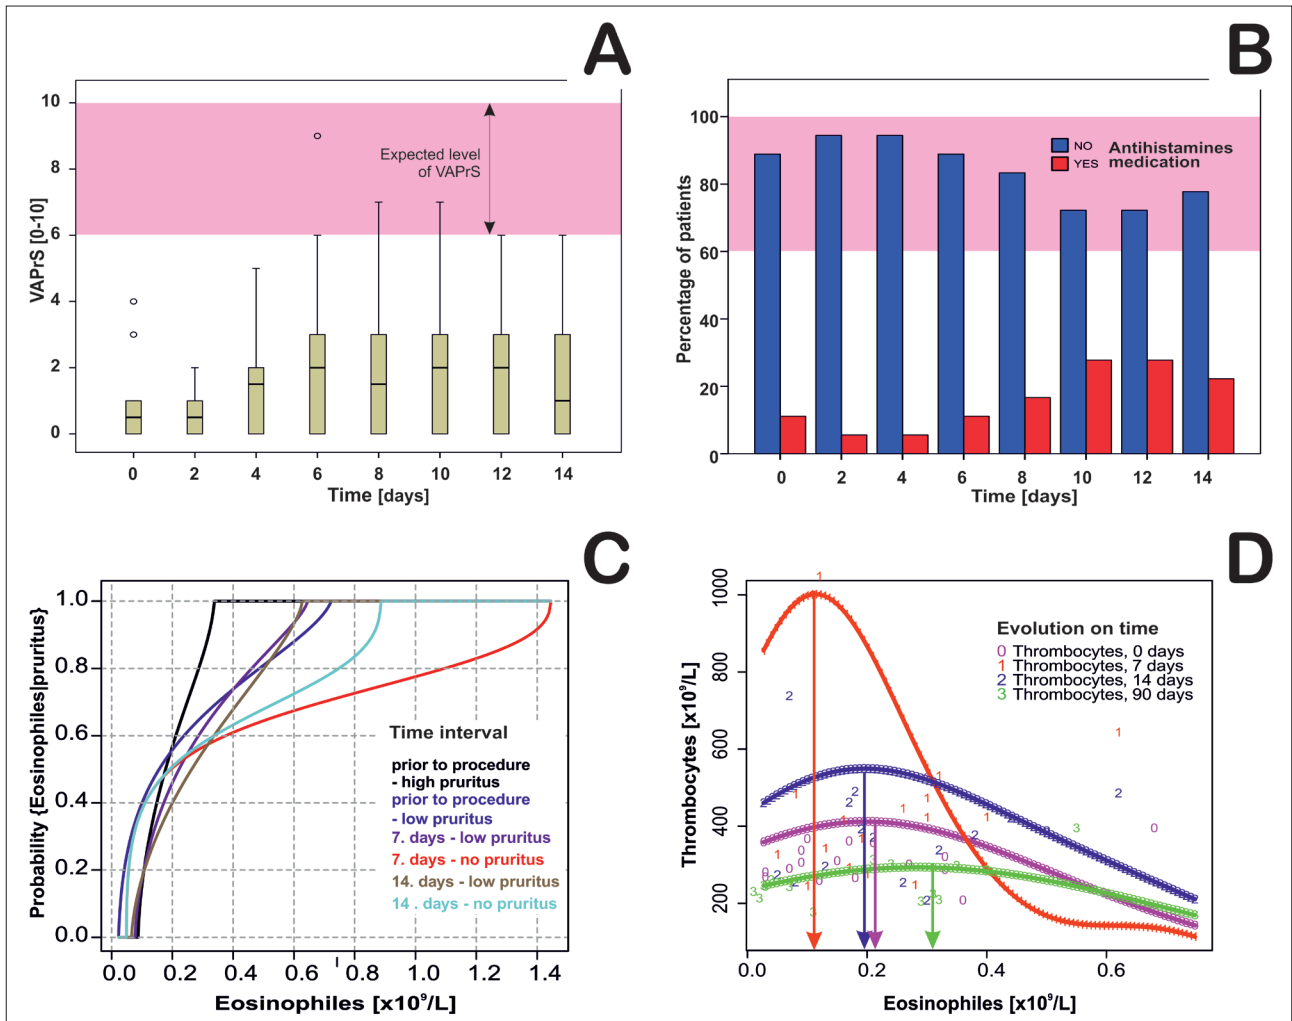 A
10
8
6
4
2
0
VAPrS [0-10]
Expected level
of VAPrS
0 2 4 6 8 10 12 14
Time [days]
B
100
80
60
40
20
0
Percentage of patients
NO
YES
Antihistamines
medication
0 2 4 6 8 10 12 14
Time [days]
C
1.0
0.8
0.6
0.4
0.2
0.0
Probability {Eosinophiles|pruritus}
Time interval
prior to procedure
- high pruritus
prior to procedure
- low pruritus
7. days - low pruritus
7. days - no pruritus
14. days - low pruritus
14 . days - no pruritus
0.0 0.2 0.4 0.6 0.8 1.0 1.2 1.4
Eosinophiles [x10⁹/L]
D
1000
800
600
400
200
Thrombocytes [x10⁹/L]
Evolution on time
0 Thrombocytes, 0 days
1 Thrombocytes, 7 days
2 Thrombocytes, 14 days
3 Thrombocytes, 90 days
0.0 0.2 0.4 0.6
Eosinophiles [x10⁹/L]